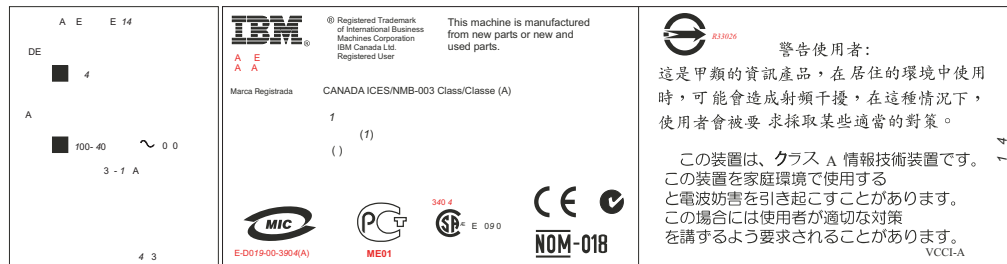 A E E 14
DE
4
A
100-40 ~ 0 0
3 -1 A
4 3
IBM®
A E
A A
® Registered Trademark
of International Business
Machines Corporation
IBM Canada Ltd.
Registered User
This machine is manufactured
from new parts or new and
used parts.
Marca Registrada
CANADA ICES/NMB-003 Class/Classe (A)
1
(1)
( )
MIC
E-D019-00-3904(A)
PCT
ME01
340 4
SA
E 090
CE
NOM-018
R33026
警告使用者:
這是甲類的資訊產品，在居住的環境中使用
時，可能會造成射頻干擾，在這種情況下，
使用者會被要 求採取某些適當的對策。
この装置は、クラス A 情報技術装置です。
この装置を家庭環境で使用する
と電波妨害を引き起こすことがあります。
この場合には使用者が適切な対策
を講ずるよう要求されることがあります。
VCCI-A
1 4